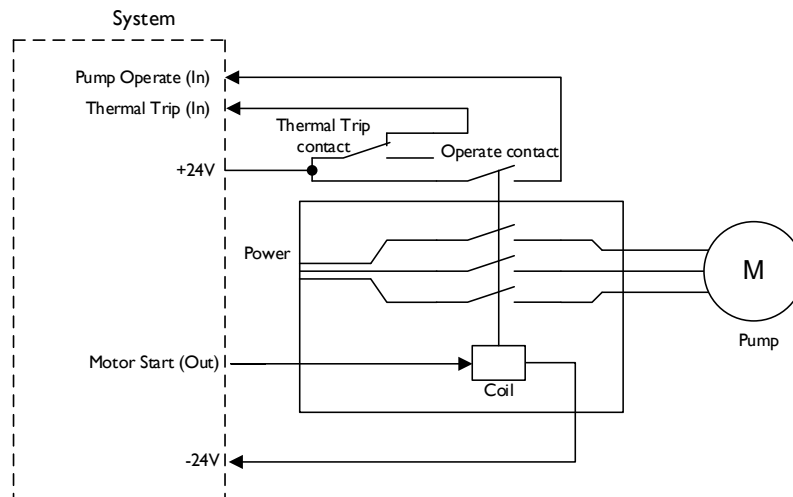 System
Pump Operate (In)
Thermal Trip (In)
Thermal Trip
contact
Operate contact
+24V
Power
M
Pump
Motor Start (Out)
Coil
-24V